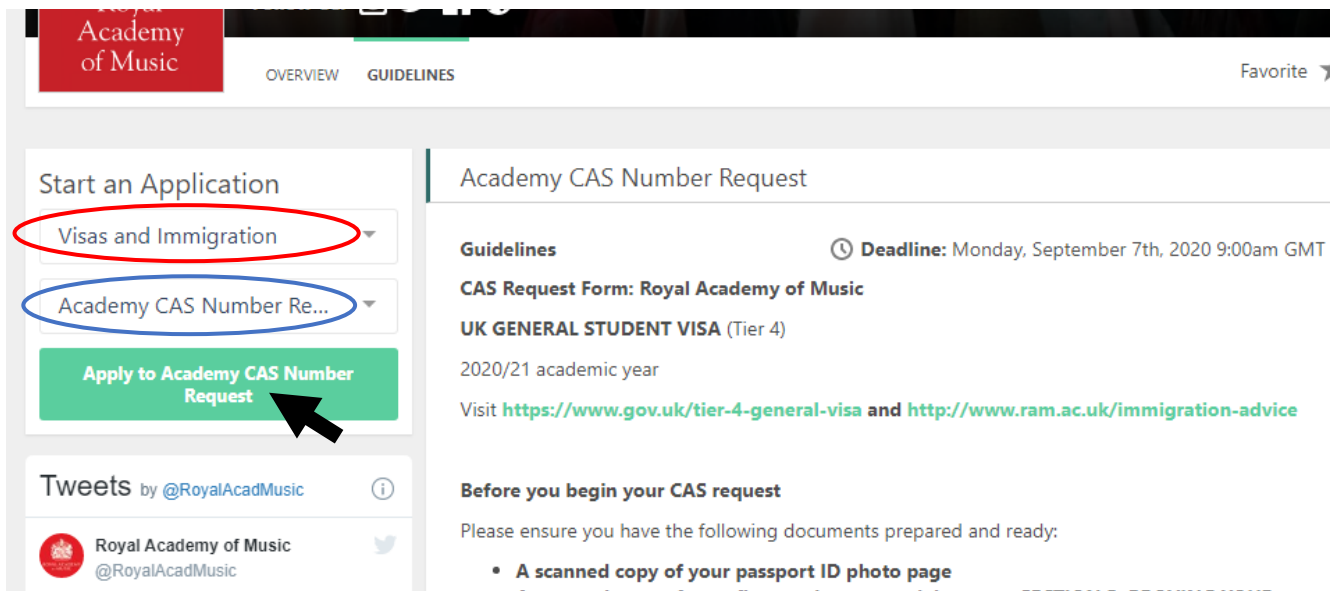 Academy
of Music
OVERVIEW GUIDELINES
Favorite
Start an Application
Visas and Immigration
Academy CAS Number Re...
Apply to Academy CAS Number
Request
Tweets by @RoyalAcadMusic
Royal Academy of Music
@RoyalAcadMusic
Academy CAS Number Request
Guidelines Deadline: Monday, September 7th, 2020 9:00am GMT
CAS Request Form: Royal Academy of Music
UK GENERAL STUDENT VISA (Tier 4)
2020/21 academic year
Visit https://www.gov.uk/tier-4-general-visa and http://www.ram.ac.uk/immigration-advice
Before you begin your CAS request
Please ensure you have the following documents prepared and ready:
• A scanned copy of your passport ID photo page